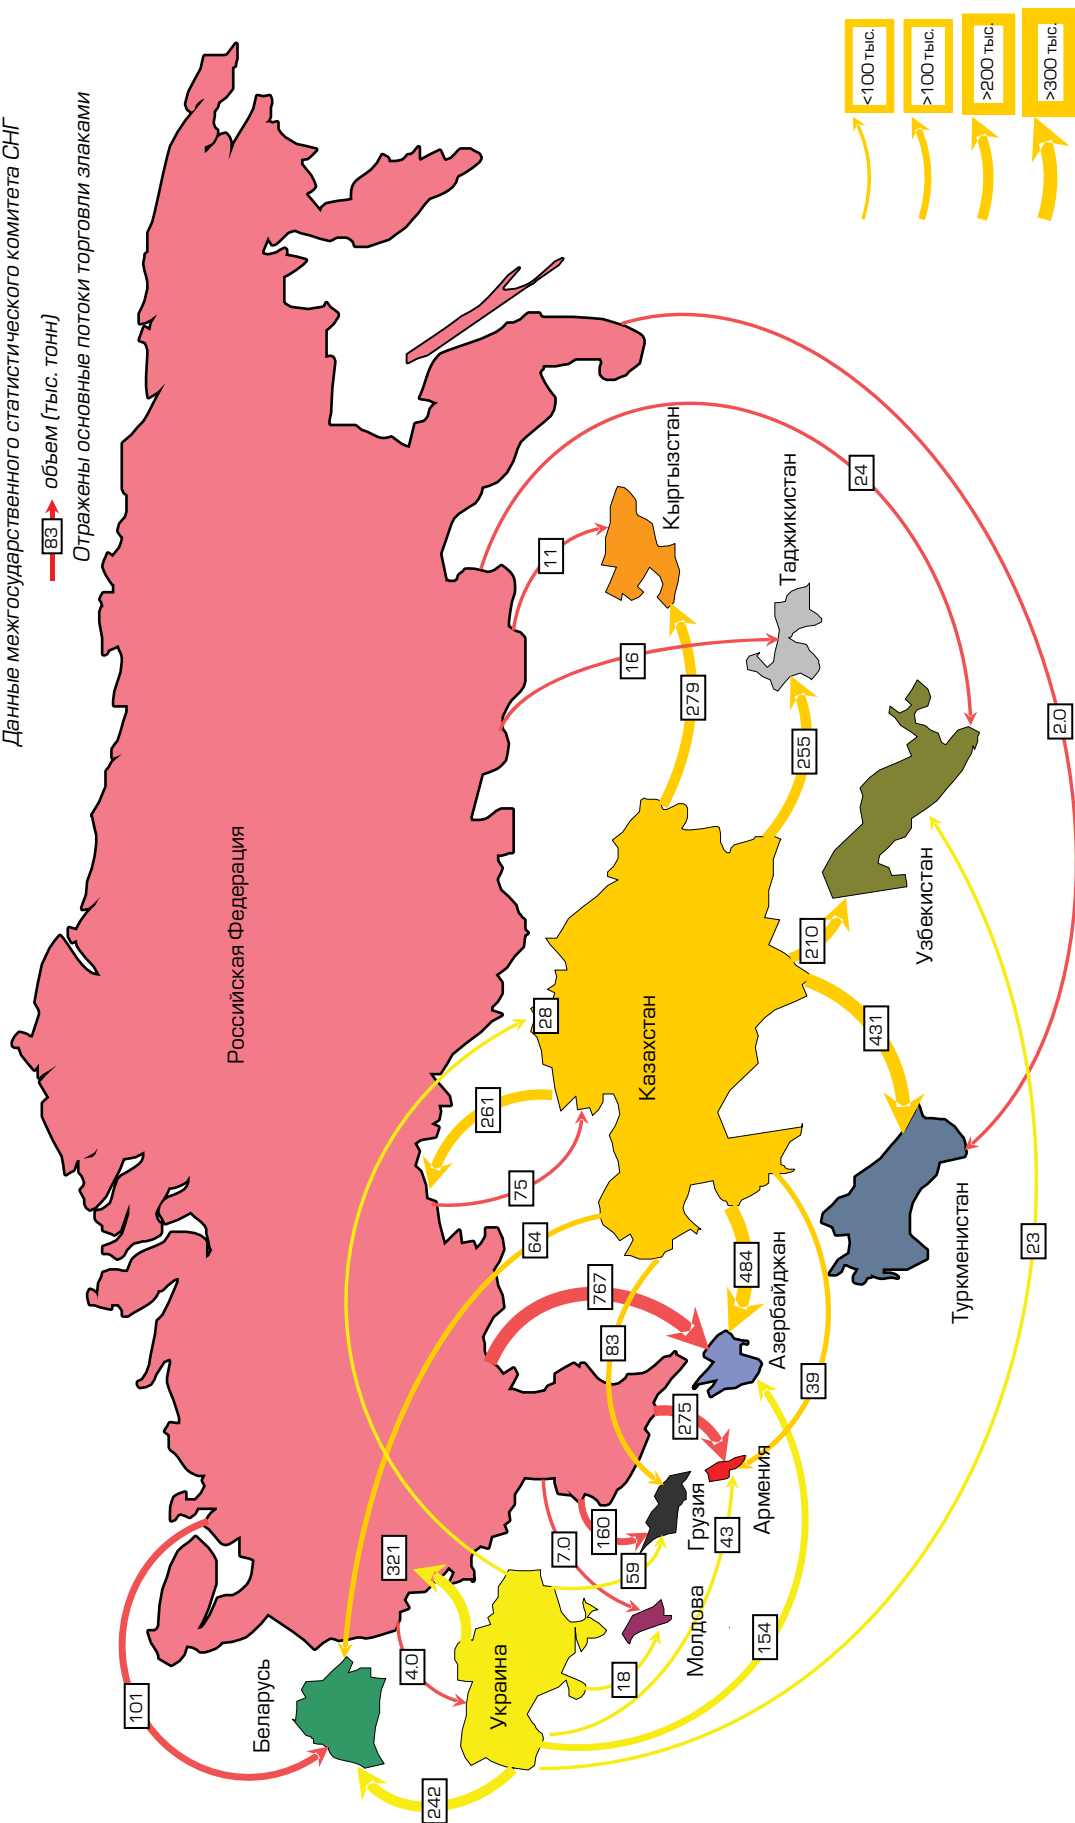 Данные межгосударственного статистического комитета СНГ
83 объем (тыс. тонн)
Отражены основные потоки торговли злаками
Российская Федерация
Беларусь
Украина
Молдова
Грузия
Армения
Азербайджан
Казахстан
Туркменистан
Узбекистан
Таджикистан
Кыргызстан
101
242
4.0
321
18
7.0
59
160
43
154
275
39
83
767
484
64
75
261
28
23
431
210
255
279
16
11
24
2.0
<100 тыс.
>100 тыс.
>200 тыс.
>300 тыс.